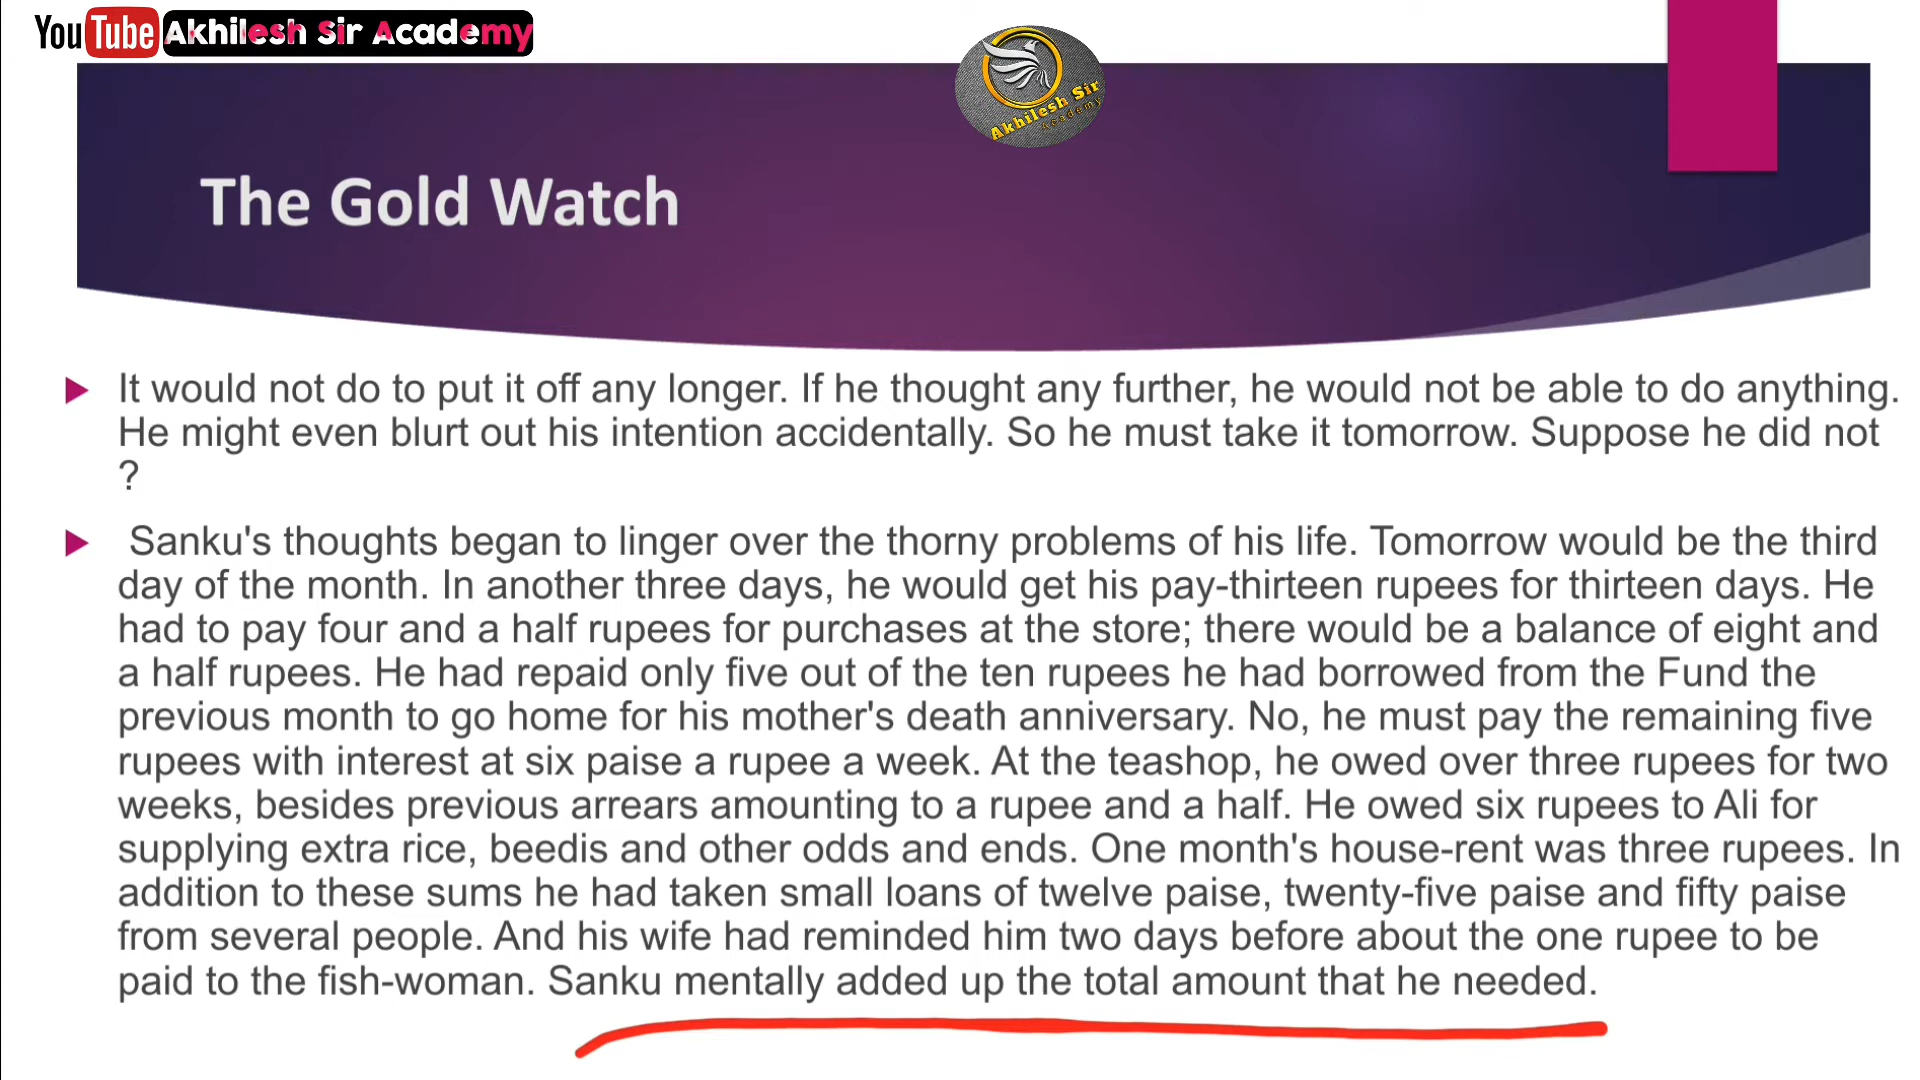 YouTube Akhilesh Sir Academy
Akhilesh Sir
Academy
The Gold Watch
It would not do to put it off any longer. If he thought any further, he would not be able to do anything.
He might even blurt out his intention accidentally. So he must take it tomorrow. Suppose he did not
?
Sanku's thoughts began to linger over the thorny problems of his life. Tomorrow would be the third
day of the month. In another three days, he would get his pay-thirteen rupees for thirteen days. He
had to pay four and a half rupees for purchases at the store; there would be a balance of eight and
a half rupees. He had repaid only five out of the ten rupees he had borrowed from the Fund the
previous month to go home for his mother's death anniversary. No, he must pay the remaining five
rupees with interest at six paise a rupee a week. At the teashop, he owed over three rupees for two
weeks, besides previous arrears amounting to a rupee and a half. He owed six rupees to Ali for
supplying extra rice, beedis and other odds and ends. One month's house-rent was three rupees. In
addition to these sums he had taken small loans of twelve paise, twenty-five paise and fifty paise
from several people. And his wife had reminded him two days before about the one rupee to be
paid to the fish-woman. Sanku mentally added up the total amount that he needed.